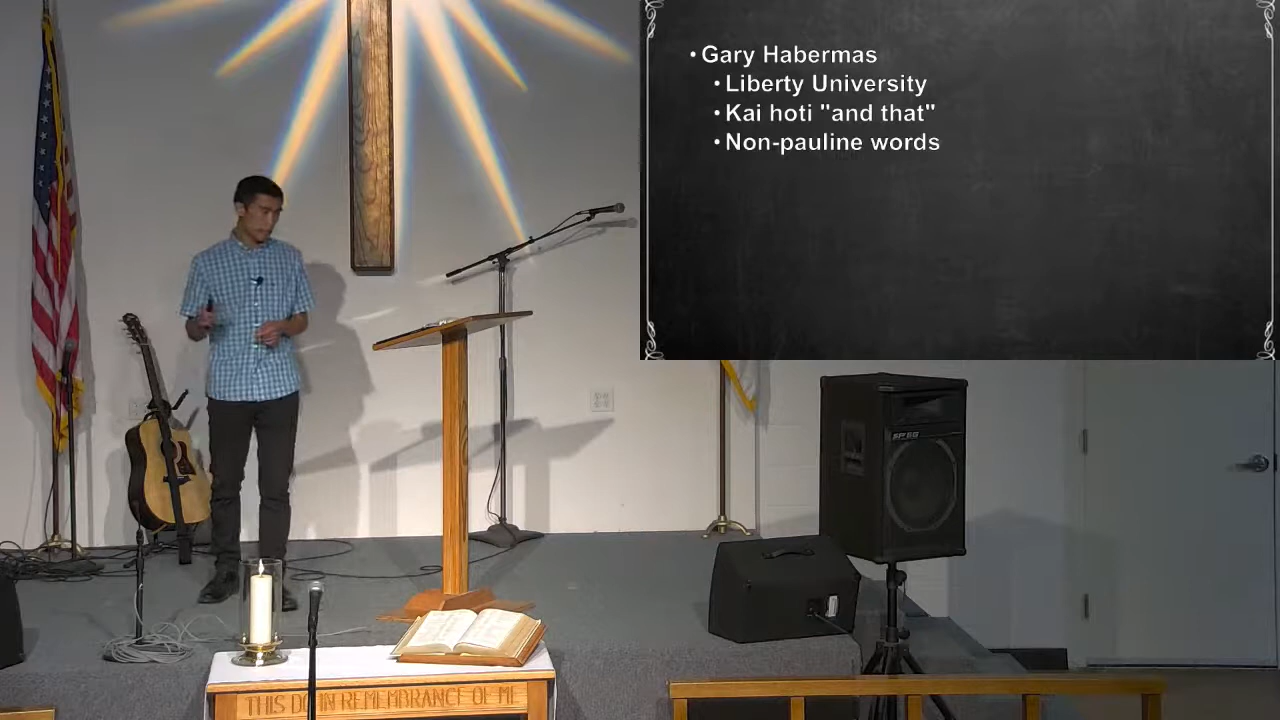 • Gary Habermas
• Liberty University
• Kai hoti "and that"
• Non-pauline words
THIS DO IN REMEMBRANCE OF ME